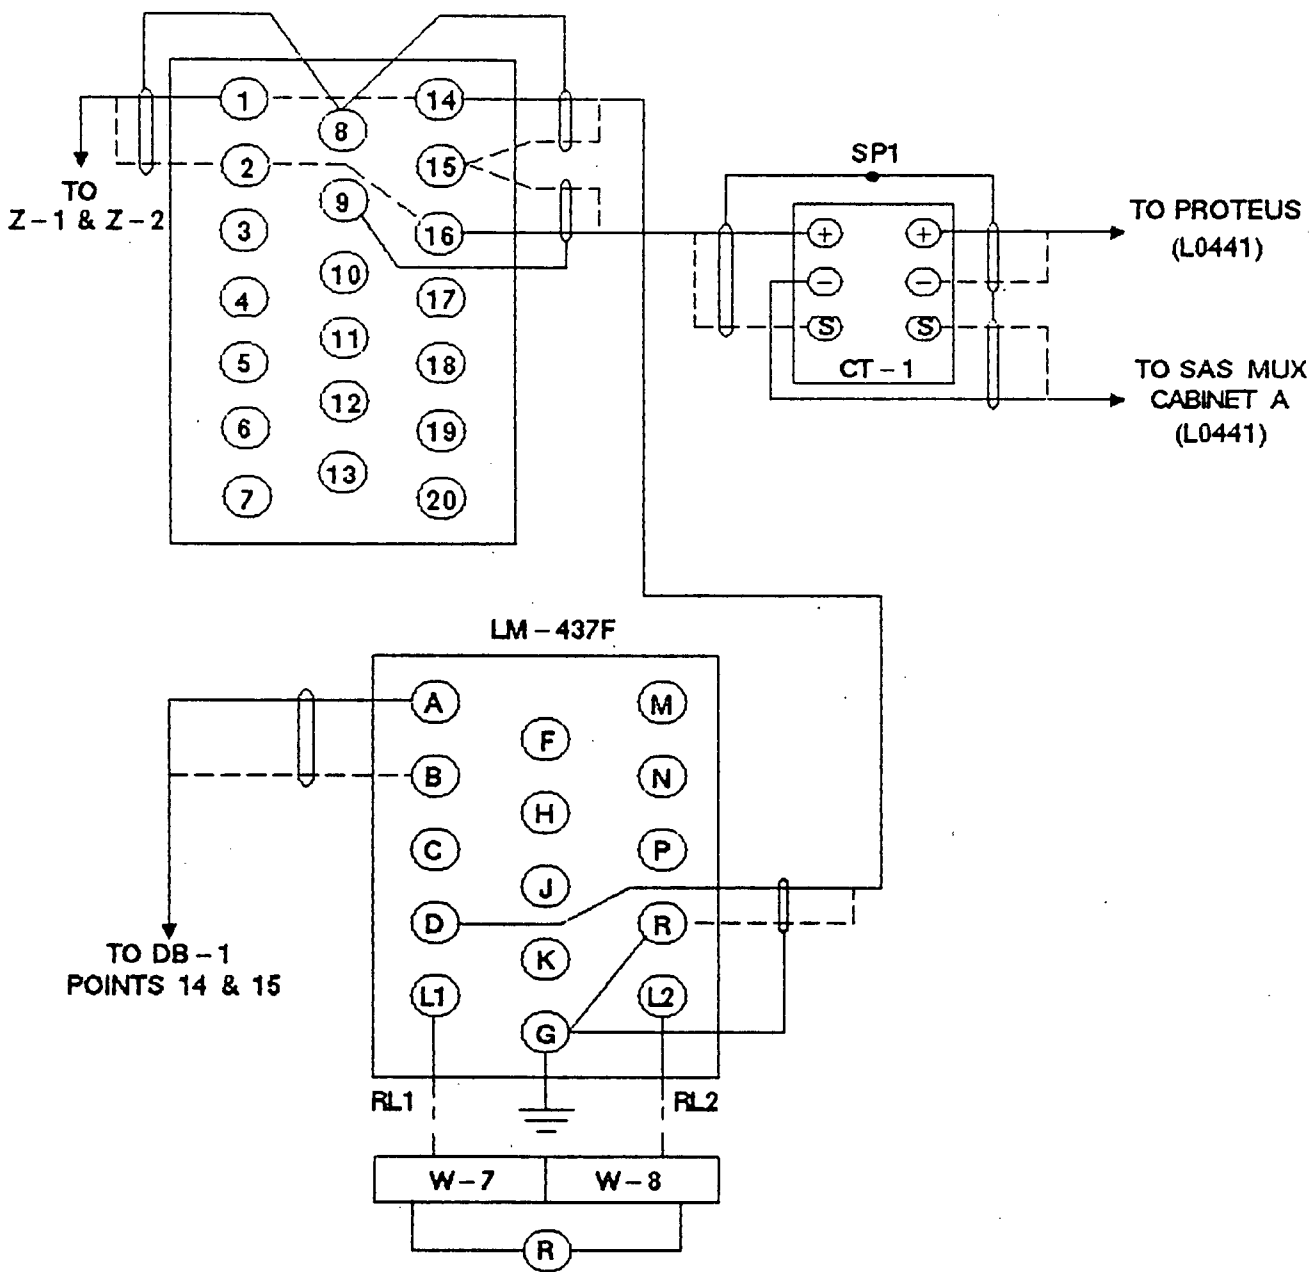 1
14
8
2
15
TO
Z-1 & Z-2
9
3
16
10
4
17
11
5
18
12
6
19
13
7
20
SP1
+
+
−
−
S
S
CT-1
TO PROTEUS
(L0441)
TO SAS MUX
CABINET A
(L0441)
LM-437F
A
M
F
B
N
H
C
P
J
D
R
K
L1
L2
G
TO DB-1
POINTS 14 & 15
RL1
RL2
W-7
W-8
R